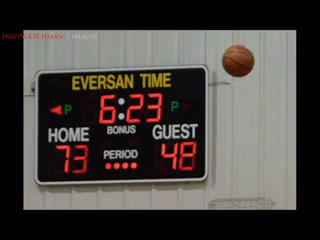 INDYWATCHMAN | IMAGES
EVERSAN TIME
P 6:23 P
HOME BONUS GUEST
73 PERIOD 48